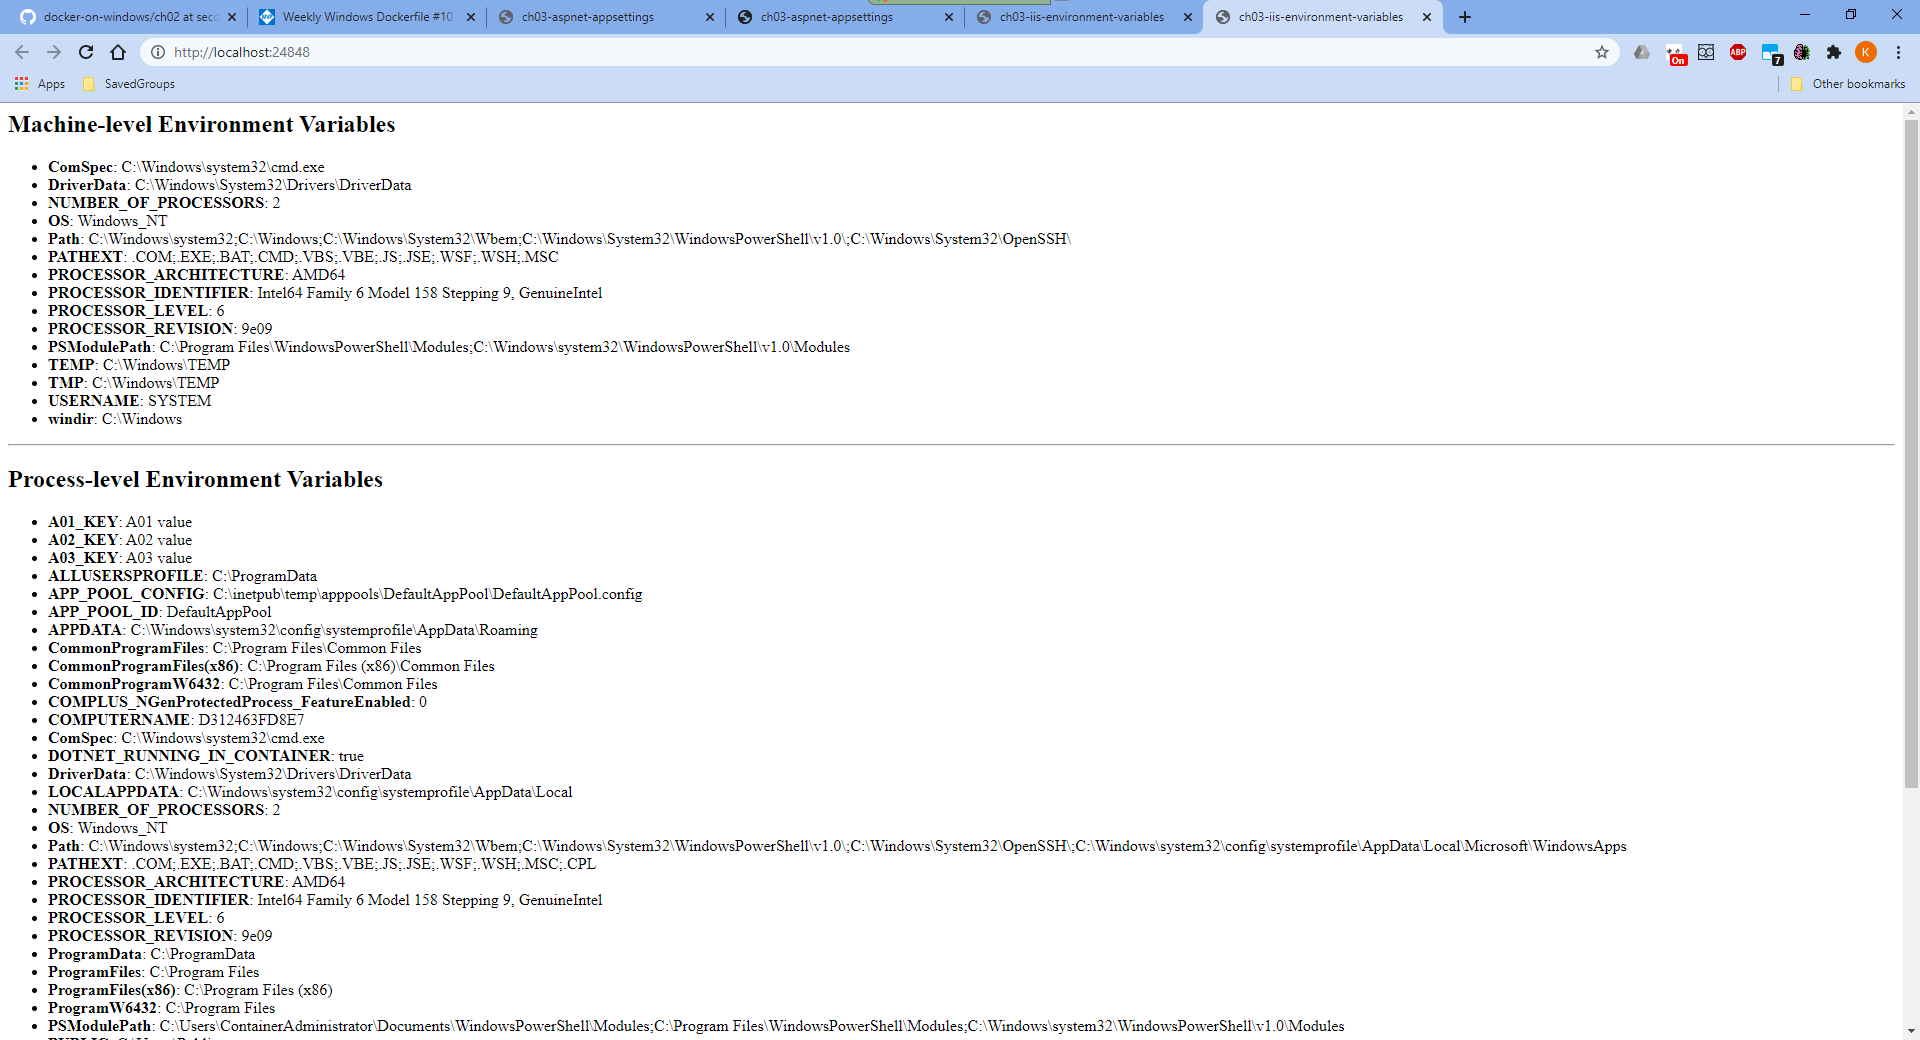 docker-on-windows/ch02 at seco
Weekly Windows Dockerfile #10
ch03-aspnet-appsettings
ch03-aspnet-appsettings
ch03-iis-environment-variables
ch03-iis-environment-variables
http://localhost:24848
On
ABP
7
K
Apps
SavedGroups
Other bookmarks
Machine-level Environment Variables
ComSpec: C:\Windows\system32\cmd.exe
DriverData: C:\Windows\System32\Drivers\DriverData
NUMBER_OF_PROCESSORS: 2
OS: Windows_NT
Path: C:\Windows\system32;C:\Windows;C:\Windows\System32\Wbem;C:\Windows\System32\WindowsPowerShell\v1.0\;C:\Windows\System32\OpenSSH\
PATHEXT: .COM;.EXE;.BAT;.CMD;.VBS;.VBE;.JS;.JSE;.WSF;.WSH;.MSC
PROCESSOR_ARCHITECTURE: AMD64
PROCESSOR_IDENTIFIER: Intel64 Family 6 Model 158 Stepping 9, GenuineIntel
PROCESSOR_LEVEL: 6
PROCESSOR_REVISION: 9e09
PSModulePath: C:\Program Files\WindowsPowerShell\Modules;C:\Windows\system32\WindowsPowerShell\v1.0\Modules
TEMP: C:\Windows\TEMP
TMP: C:\Windows\TEMP
USERNAME: SYSTEM
windir: C:\Windows
Process-level Environment Variables
A01_KEY: A01 value
A02_KEY: A02 value
A03_KEY: A03 value
ALLUSERSPROFILE: C:\ProgramData
APP_POOL_CONFIG: C:\inetpub\temp\apppools\DefaultAppPool\DefaultAppPool.config
APP_POOL_ID: DefaultAppPool
APPDATA: C:\Windows\system32\config\systemprofile\AppData\Roaming
CommonProgramFiles: C:\Program Files\Common Files
CommonProgramFiles(x86): C:\Program Files (x86)\Common Files
CommonProgramW6432: C:\Program Files\Common Files
COMPLUS_NGenProtectedProcess_FeatureEnabled: 0
COMPUTERNAME: D312463FD8E7
ComSpec: C:\Windows\system32\cmd.exe
DOTNET_RUNNING_IN_CONTAINER: true
DriverData: C:\Windows\System32\Drivers\DriverData
LOCALAPPDATA: C:\Windows\system32\config\systemprofile\AppData\Local
NUMBER_OF_PROCESSORS: 2
OS: Windows_NT
Path: C:\Windows\system32;C:\Windows;C:\Windows\System32\Wbem;C:\Windows\System32\WindowsPowerShell\v1.0\;C:\Windows\System32\OpenSSH\;C:\Windows\system32\config\systemprofile\AppData\Local\Microsoft\WindowsApps
PATHEXT: .COM;.EXE;.BAT;.CMD;.VBS;.VBE;.JS;.JSE;.WSF;.WSH;.MSC;.CPL
PROCESSOR_ARCHITECTURE: AMD64
PROCESSOR_IDENTIFIER: Intel64 Family 6 Model 158 Stepping 9, GenuineIntel
PROCESSOR_LEVEL: 6
PROCESSOR_REVISION: 9e09
ProgramData: C:\ProgramData
ProgramFiles: C:\Program Files
ProgramFiles(x86): C:\Program Files (x86)
ProgramW6432: C:\Program Files
PSModulePath: C:\Users\ContainerAdministrator\Documents\WindowsPowerShell\Modules;C:\Program Files\WindowsPowerShell\Modules;C:\Windows\system32\WindowsPowerShell\v1.0\Modules